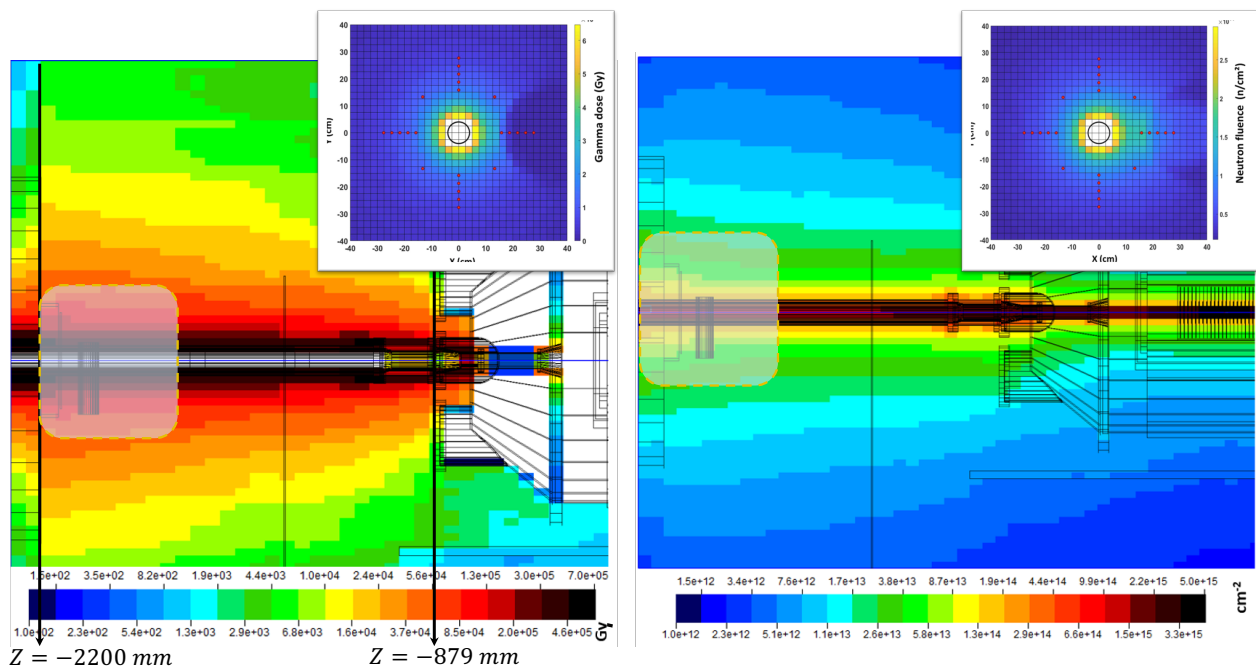 40
30
20
10
0
-10
-20
-30
-40
-40 -30 -20 -10 0 10 20 30 40
X (cm)
6
5
4
3
2
1
0
Gamma dose (Gy)
40
30
20
10
0
-10
-20
-30
-40
-40 -30 -20 -10 0 10 20 30 40
X (cm)
2.5
2
1.5
1
0.5
Neutron fluence (n/cm²)
1.5e+02 3.5e+02 8.2e+02 1.9e+03 4.4e+03 1.0e+04 2.4e+04 5.6e+04 1.3e+05 3.0e+05 7.0e+05
1.0e+02 2.3e+02 5.4e+02 1.3e+03 2.9e+03 6.8e+03 1.6e+04 3.7e+04 8.5e+04 2.0e+05 4.6e+05
Gy
Z = −2200 mm
Z = −879 mm
1.5e+12 3.4e+12 7.6e+12 1.7e+13 3.8e+13 8.7e+13 1.9e+14 4.4e+14 9.9e+14 2.2e+15 5.0e+15
cm⁻²
1.0e+12 2.3e+12 5.1e+12 1.1e+13 2.6e+13 5.8e+13 1.3e+14 2.9e+14 6.6e+14 1.5e+15 3.3e+15